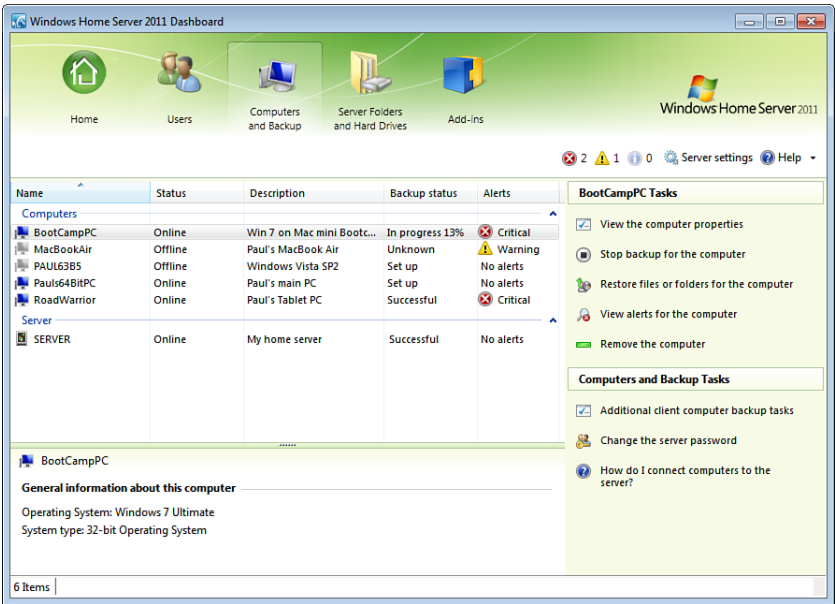 Windows Home Server 2011 Dashboard
Home
Users
Computers
and Backup
Server Folders
and Hard Drives
Add-ins
Windows Home Server 2011
2 1 0 Server settings Help
Name Status Description Backup status Alerts
Computers
BootCampPC Online Win 7 on Mac mini Bootc... In progress 13% Critical
MacBookAir Offline Paul's MacBook Air Unknown Warning
PAUL63B5 Offline Windows Vista SP2 Set up No alerts
Pauls64BitPC Online Paul's main PC Set up No alerts
RoadWarrior Online Paul's Tablet PC Successful Critical
Server
SERVER Online My home server Successful No alerts
BootCampPC Tasks
View the computer properties
Stop backup for the computer
Restore files or folders for the computer
View alerts for the computer
Remove the computer
Computers and Backup Tasks
Additional client computer backup tasks
Change the server password
How do I connect computers to the
server?
BootCampPC
General information about this computer
Operating System: Windows 7 Ultimate
System type: 32-bit Operating System
6 Items